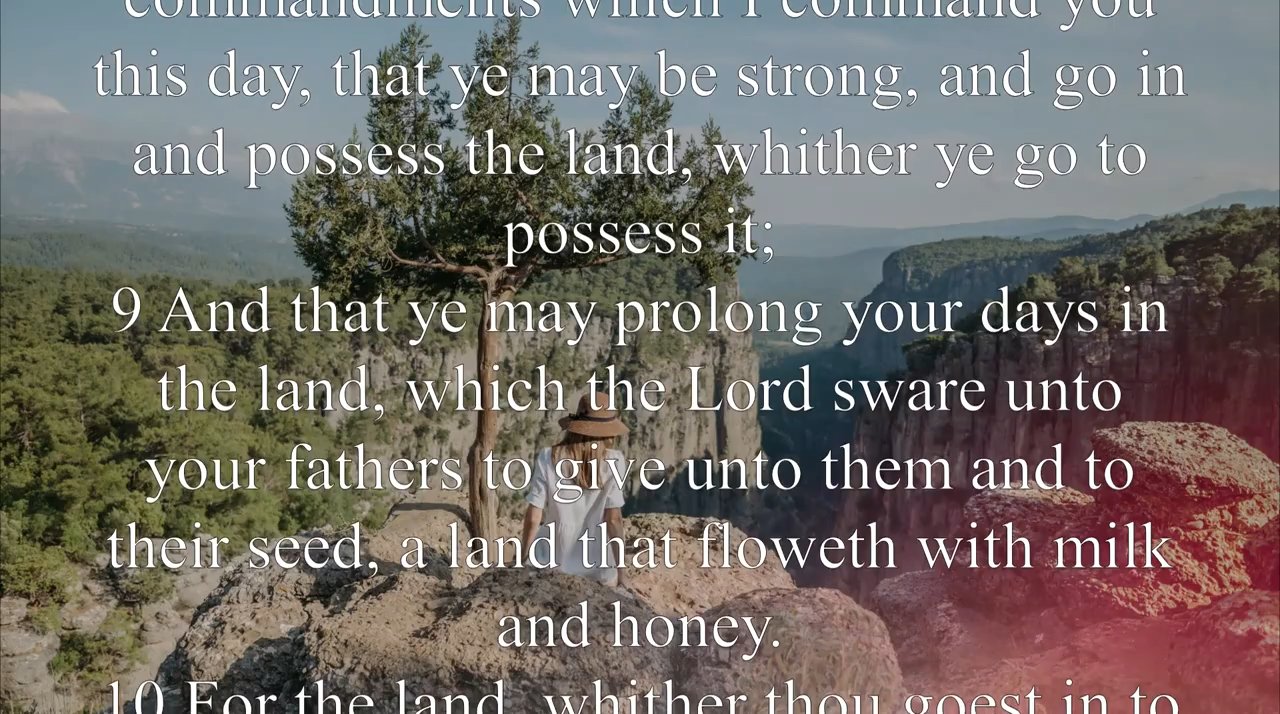 commandments which I command you
this day, that ye may be strong, and go in
and possess the land, whither ye go to
possess it;
9 And that ye may prolong your days in
the land, which the Lord sware unto
your fathers to give unto them and to
their seed, a land that floweth with milk
and honey.
10 For the land, whither thou goest in to